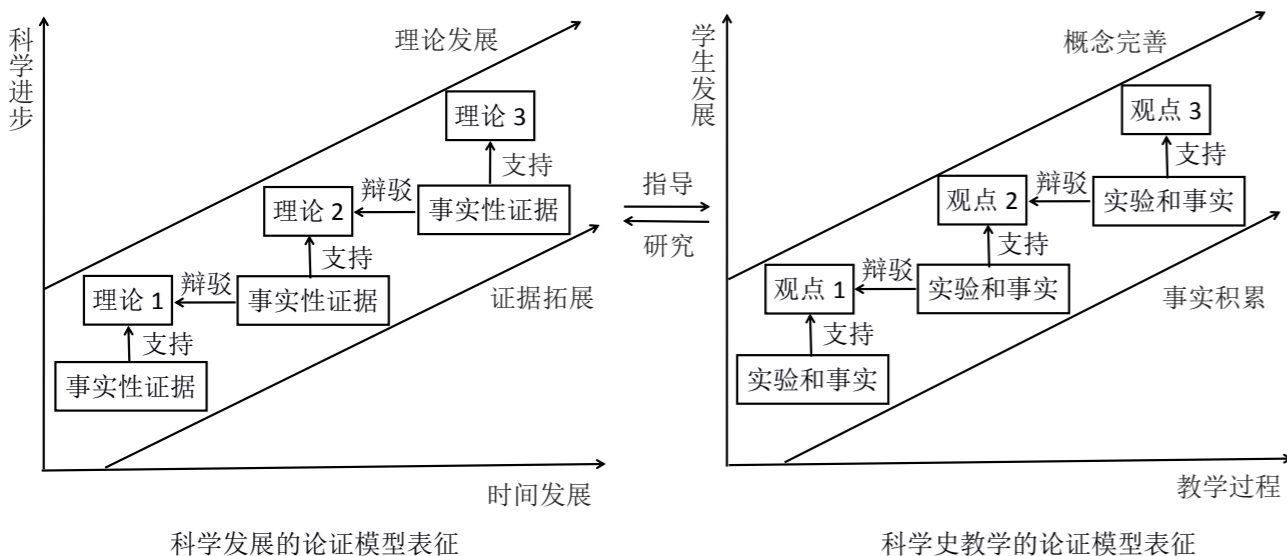 科学进步
理论发展
理论 3
支持
辩驳
理论 2
事实性证据
支持
辩驳
理论 1
事实性证据
证据拓展
支持
事实性证据
时间发展
科学发展的论证模型表征
指导
研究
学生发展
概念完善
观点 3
支持
辩驳
观点 2
实验和事实
支持
辩驳
观点 1
实验和事实
事实积累
支持
实验和事实
教学过程
科学史教学的论证模型表征